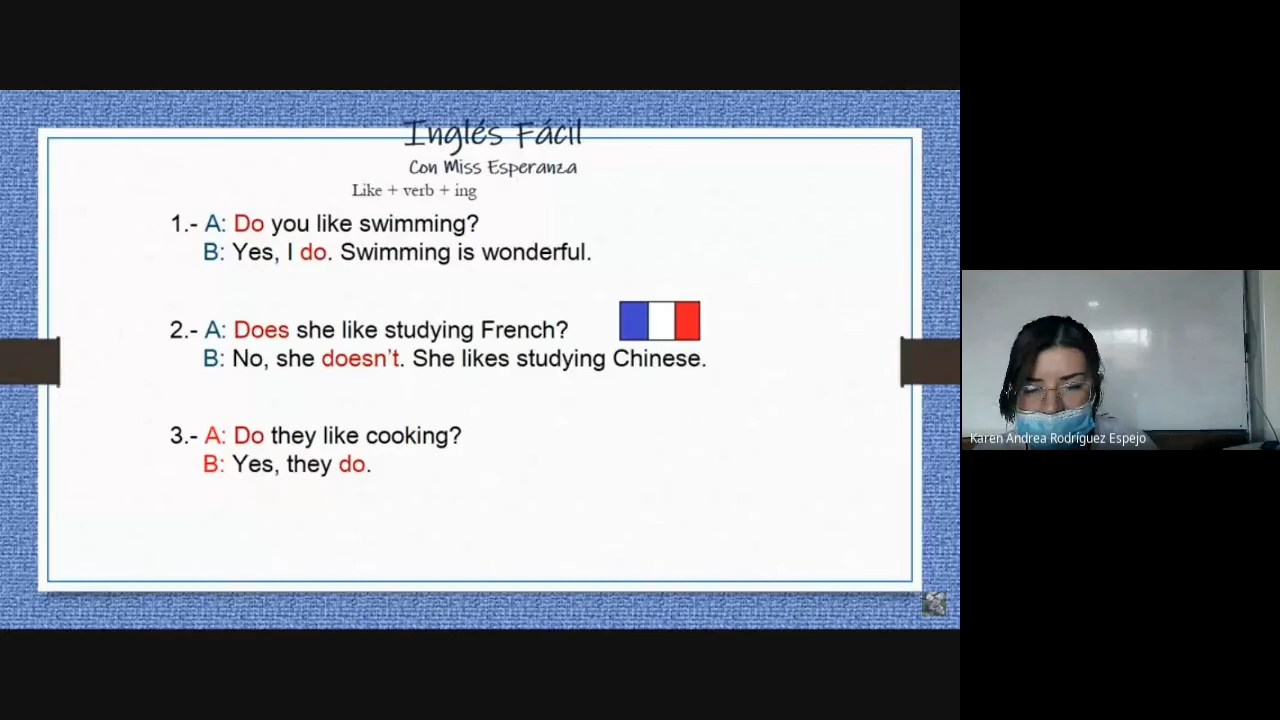 Inglés Fácil
Con Miss Esperanza
Like + verb + ing
1.- A: Do you like swimming?
B: Yes, I do. Swimming is wonderful.
2.- A: Does she like studying French?
B: No, she doesn't. She likes studying Chinese.
3.- A: Do they like cooking?
B: Yes, they do.
Karen Andrea Rodríguez Espejo